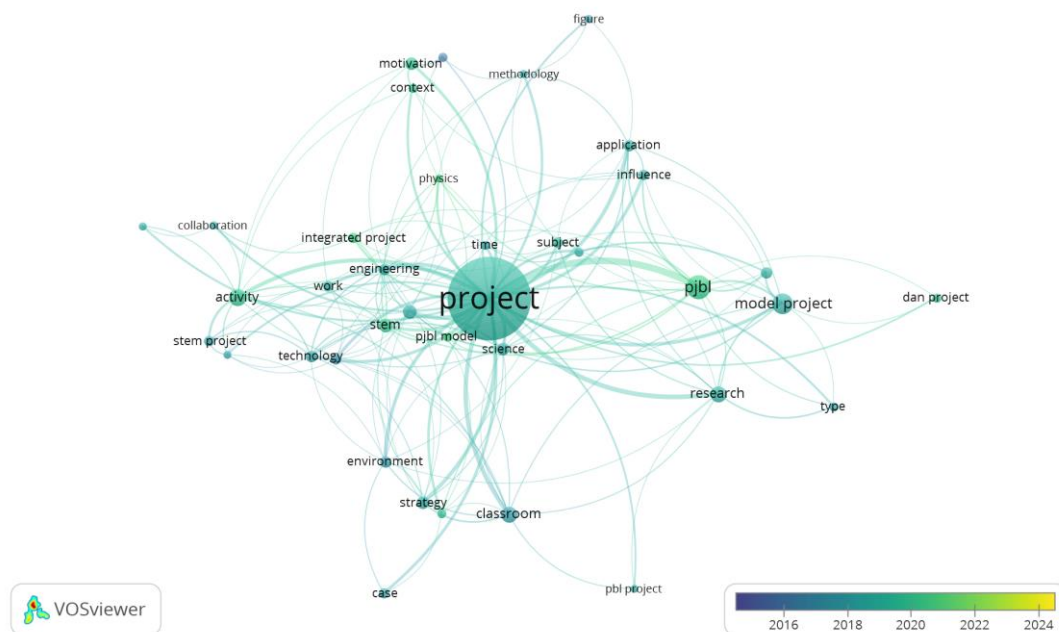 figure
motivation
methodology
context
application
influence
physics
collaboration
integrated project
time
subject
engineering
work
activity
project
pjbl
model project
dan project
stem
pjbl model
stem project
technology
science
research
type
environment
strategy
classroom
case
pbl project
VOSviewer
2016 2018 2020 2022 2024